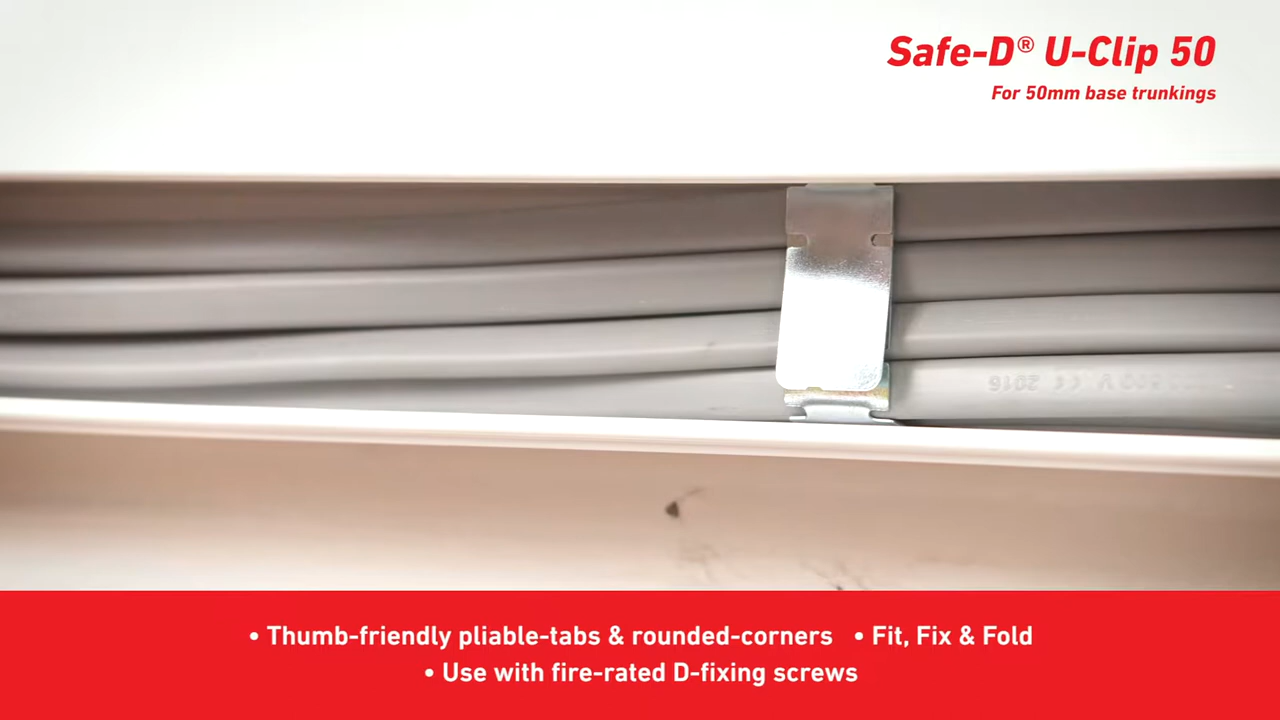 Safe-D® U-Clip 50
For 50mm base trunkings
• Thumb-friendly pliable-tabs & rounded-corners • Fit, Fix & Fold
• Use with fire-rated D-fixing screws